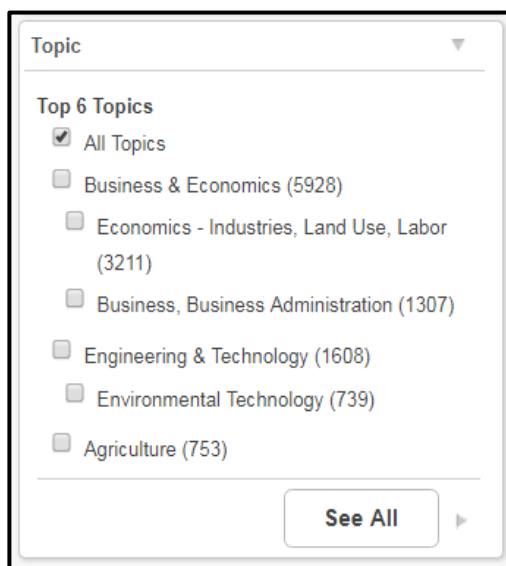 Topic
Top 6 Topics
All Topics
Business & Economics (5928)
Economics - Industries, Land Use, Labor
(3211)
Business, Business Administration (1307)
Engineering & Technology (1608)
Environmental Technology (739)
Agriculture (753)
See All